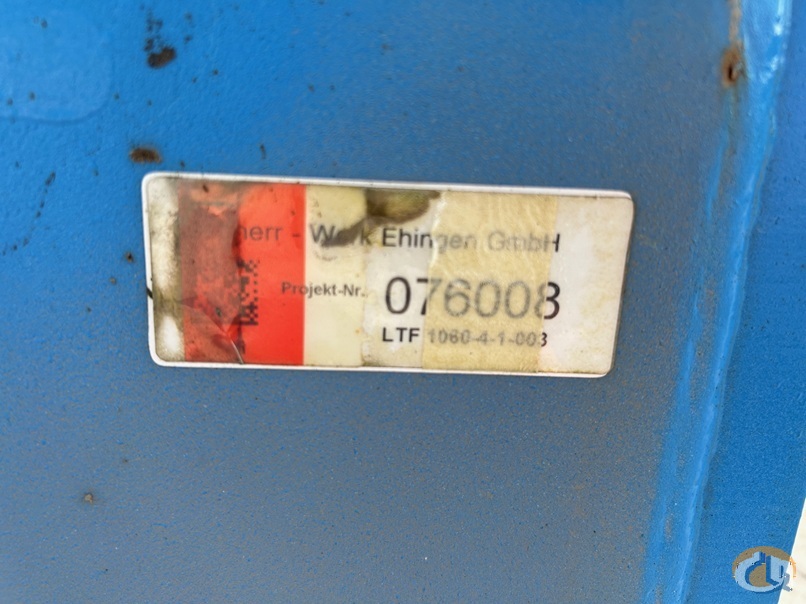 herr - Werk Ehingen GmbH
Projekt-Nr. 076008
LTF 1060-4-1-003